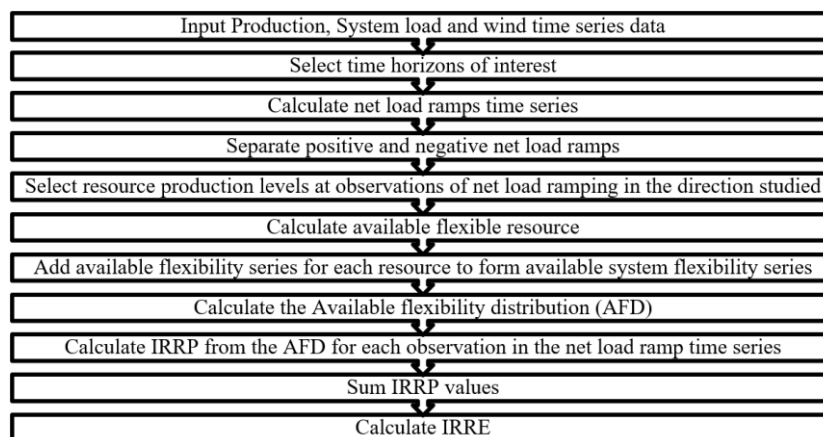 Input Production, System load and wind time series data
Select time horizons of interest
Calculate net load ramps time series
Separate positive and negative net load ramps
Select resource production levels at observations of net load ramping in the direction studied
Calculate available flexible resource
Add available flexibility series for each resource to form available system flexibility series
Calculate the Available flexibility distribution (AFD)
Calculate IRRP from the AFD for each observation in the net load ramp time series
Sum IRRP values
Calculate IRRE